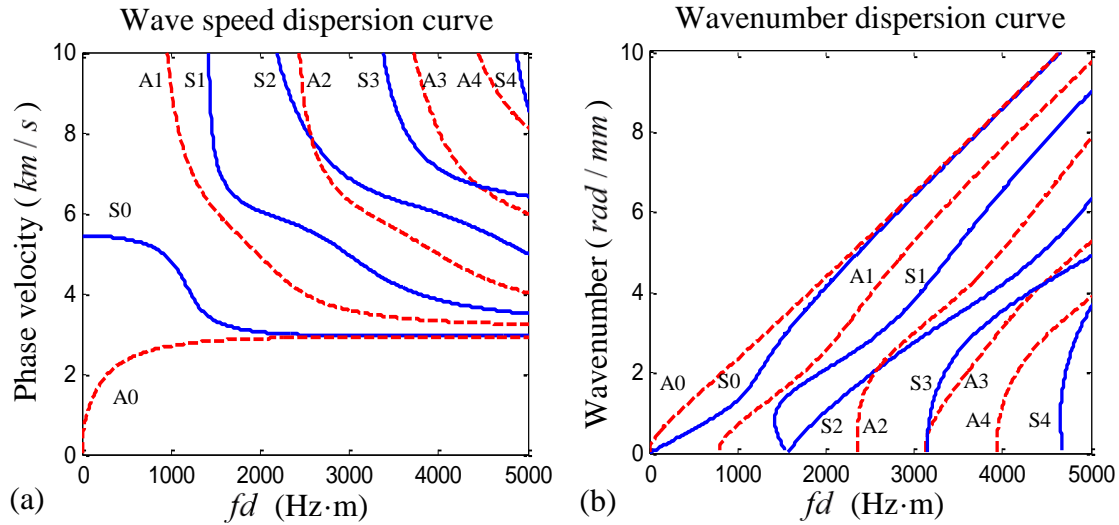 Wave speed dispersion curve
Phase velocity ( km / s )
10
8
6
4
2
0
A1 S1 S2 A2 S3 A3 A4 S4
S0
A0
0 1000 2000 3000 4000 5000
(a) fd (Hz·m)
Wavenumber dispersion curve
Wavenumber ( rad / mm )
10
8
6
4
2
0
A1 S1
A0 S0 S3 A3
S2 A2 A4 S4
0 1000 2000 3000 4000 5000
(b) fd (Hz·m)